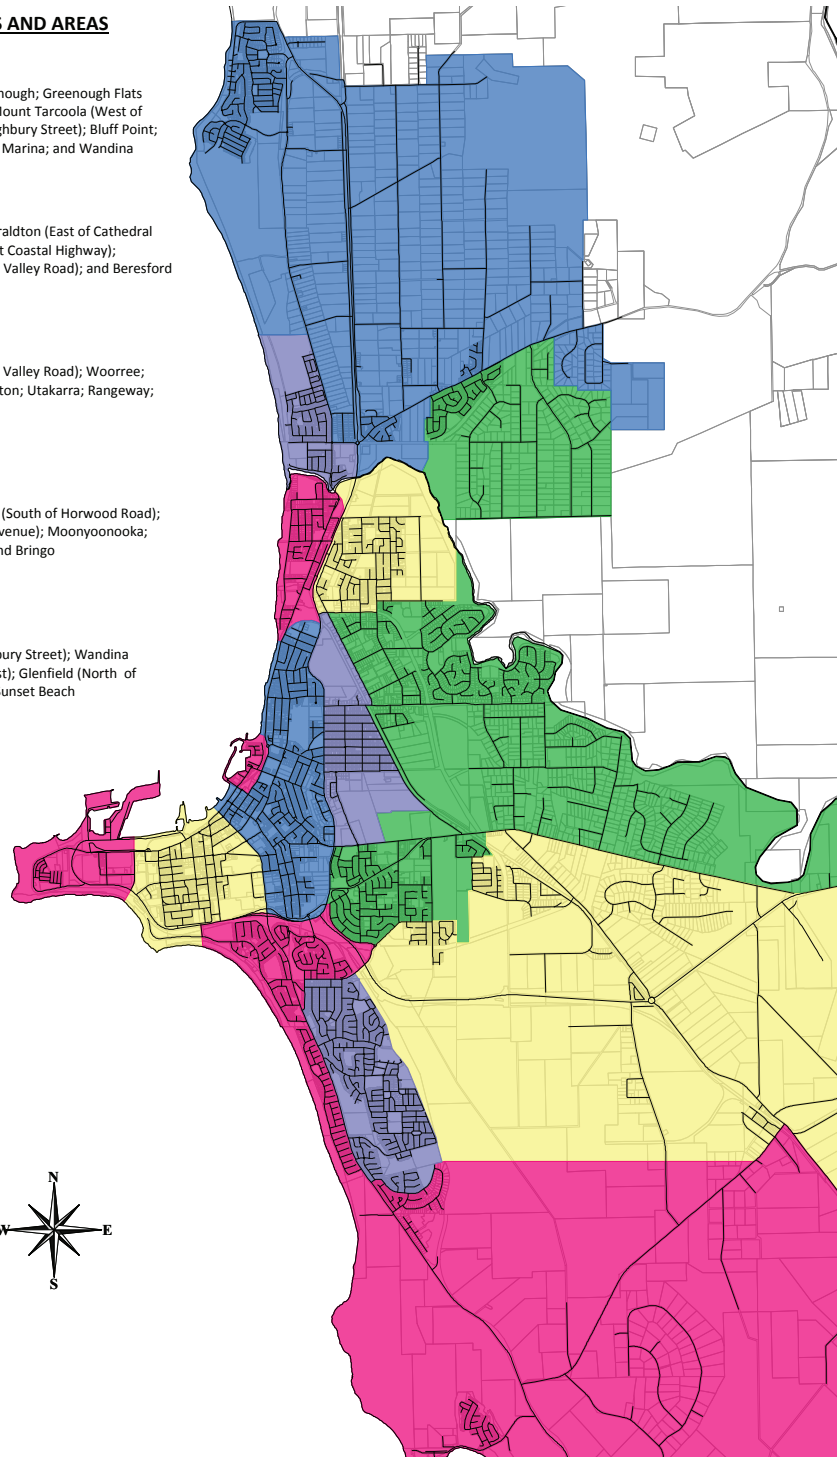 S AND AREAS
nough; Greenough Flats
Mount Tarcoola (West of
ghbury Street); Bluff Point;
Marina; and Wandina
raldton (East of Cathedral
t Coastal Highway);
Valley Road); and Beresford
Valley Road); Woorree;
ton; Utakarra; Rangeway;
(South of Horwood Road);
venue); Moonyoonooka;
nd Bringo
bury Street); Wandina
st); Glenfield (North of
Sunset Beach
N
W E
S